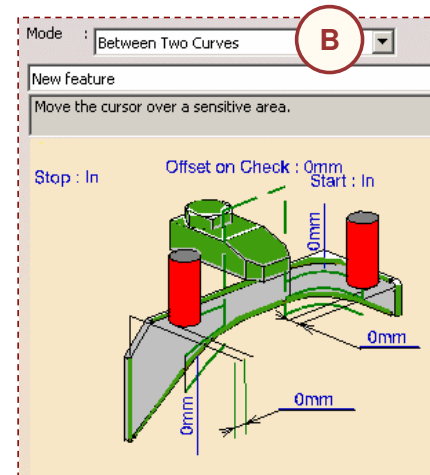 Mode : Between Two Curves
B
New feature
Move the cursor over a sensitive area.
Offset on Check : 0mm
Stop : In
Start : In
0mm
0mm
0mm
0mm